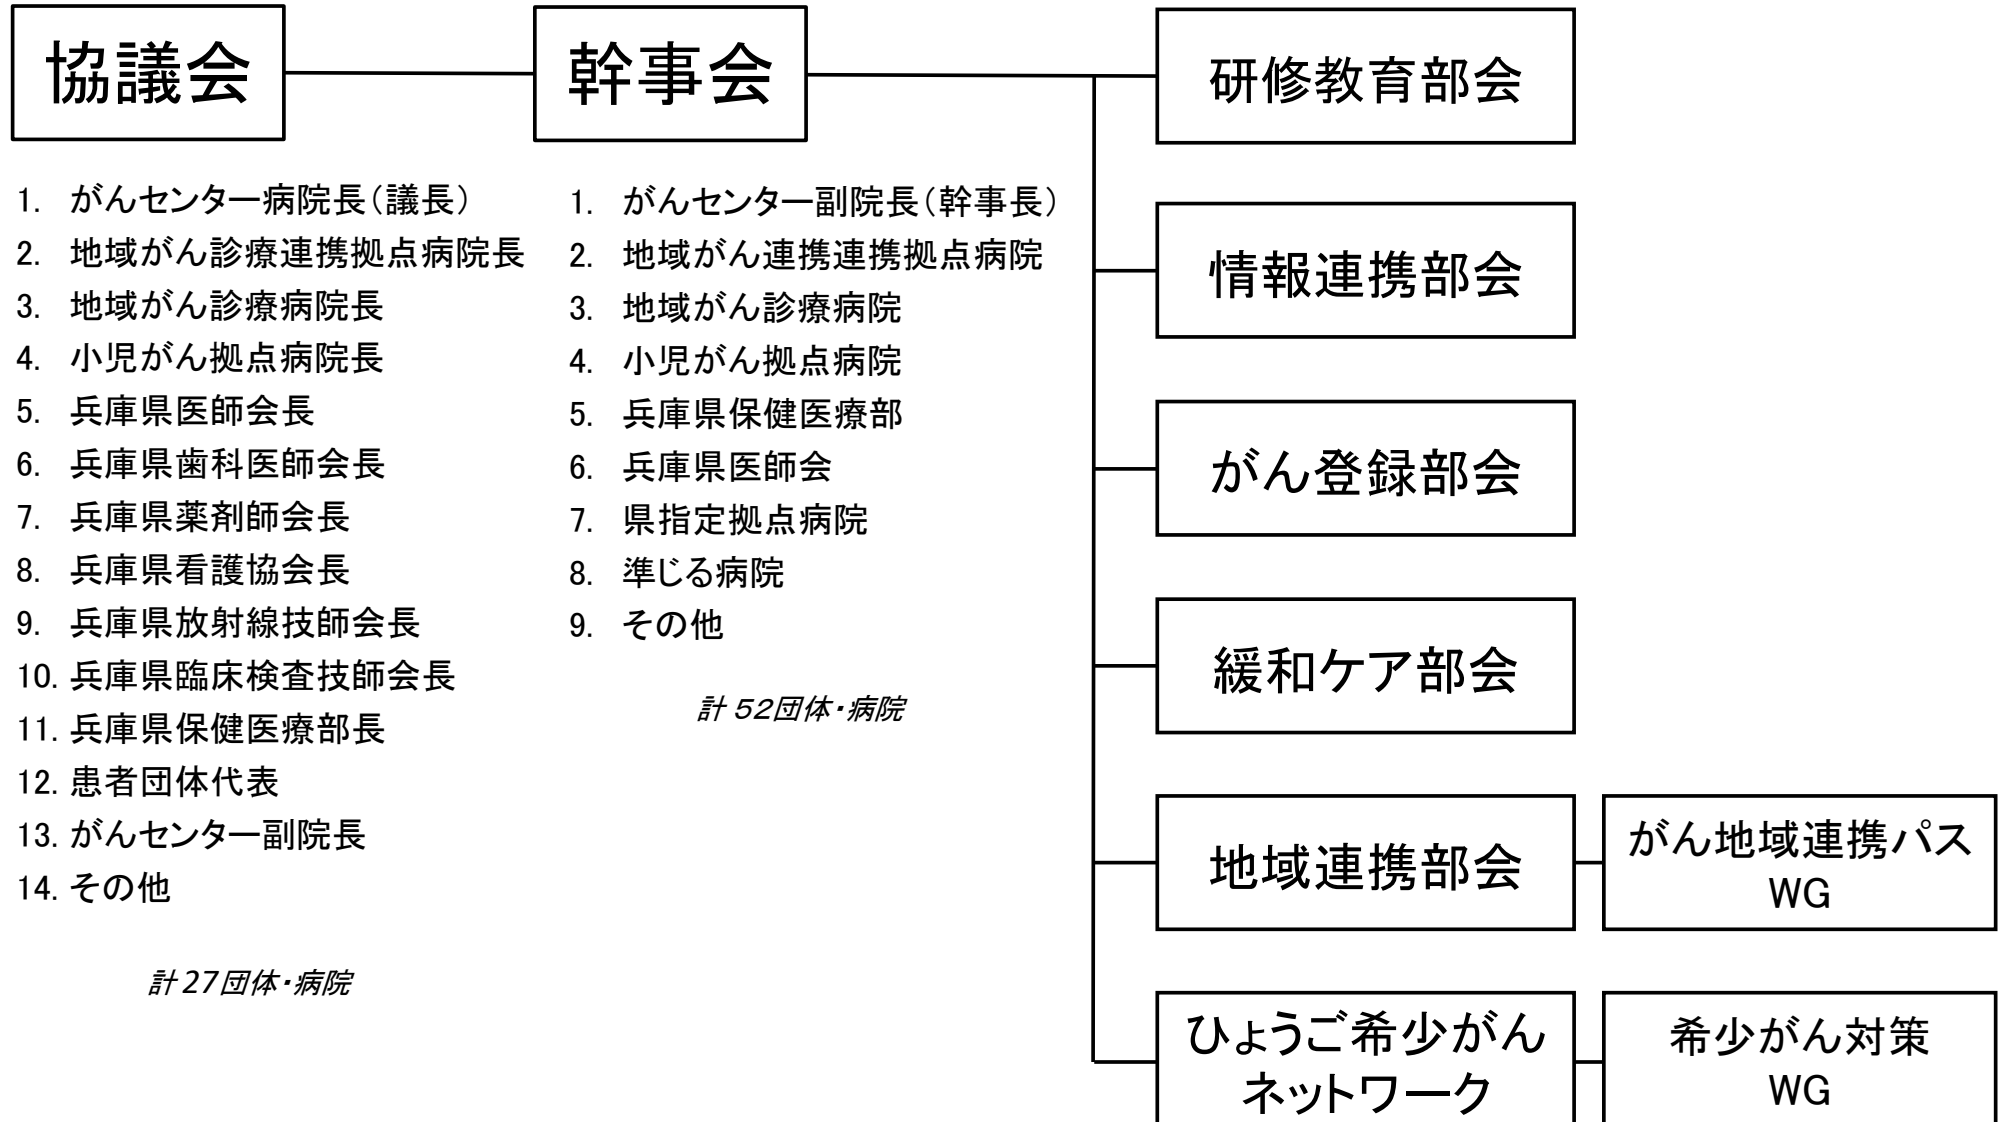 協議会
1. がんセンター病院長（議長）
2. 地域がん診療連携拠点病院長
3. 地域がん診療病院長
4. 小児がん拠点病院長
5. 兵庫県医師会長
6. 兵庫県歯科医師会長
7. 兵庫県薬剤師会長
8. 兵庫県看護協会長
9. 兵庫県放射線技師会長
10. 兵庫県臨床検査技師会長
11. 兵庫県保健医療部長
12. 患者団体代表
13. がんセンター副院長
14. その他
計27団体・病院
幹事会
1. がんセンター副院長（幹事長）
2. 地域がん連携連携拠点病院
3. 地域がん診療病院
4. 小児がん拠点病院
5. 兵庫県保健医療部
6. 兵庫県医師会
7. 県指定拠点病院
8. 準じる病院
9. その他
計 52団体・病院
研修教育部会
情報連携部会
がん登録部会
緩和ケア部会
地域連携部会
がん地域連携パス
WG
ひょうご希少がん
ネットワーク
希少がん対策
WG